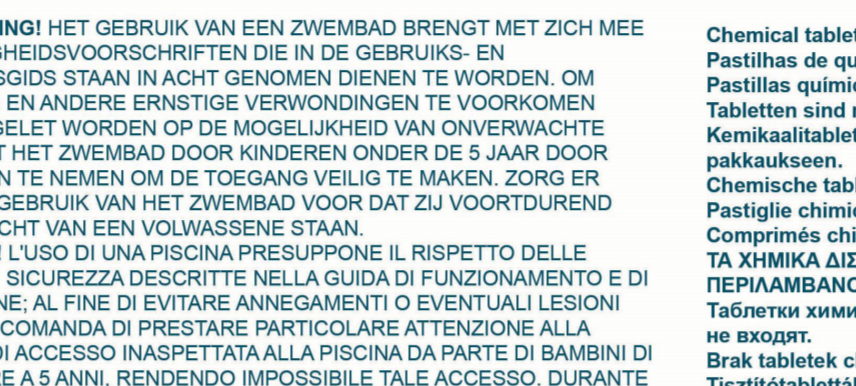 NG! HET GEBRUIK VAN EEN ZWEMBAD BRENGT MET ZICH MEE
GHEIDSVOORSCHRIFTEN DIE IN DE GEBRUIKS- EN
SGIDS STAAN IN ACHT GENOMEN DIENEN TE WORDEN. OM
EN ANDERE ERNSTIGE VERWONDINGEN TE VOORKOMEN
GELET WORDEN OP DE MOGELIJKHEID VAN ONVERWACHTE
T HET ZWEMBAD DOOR KINDEREN ONDER DE 5 JAAR DOOR
N TE NEMEN OM DE TOEGANG VEILIG TE MAKEN. ZORG ER
GEBRUIK VAN HET ZWEMBAD VOOR DAT ZIJ VOORTDUREND
CHT VAN EEN VOLWASSENE STAAN.
! L'USO DI UNA PISCINA PRESUPPONE IL RISPETTO DELLE
SICUREZZA DESCRITTE NELLA GUIDA DI FUNZIONAMENTO E DI
NE; AL FINE DI EVITARE ANNEGAMENTI O EVENTUALI LESIONI
COMANDA DI PRESTARE PARTICOLARE ATTENZIONE ALLA
DI ACCESSO INASPETTATA ALLA PISCINA DA PARTE DI BAMBINI DI
RE A 5 ANNI, RENDENDO IMPOSSIBILE TALE ACCESSO. DURANTE
Chemical tablet
Pastilhas de qu
Pastillas químic
Tabletten sind
Kemikaalitablet
pakkaukseen.
Chemische tabl
Pastiglie chimic
Comprimés chi
ΤΑ ΧΗΜΙΚΑ ΔΙΣ
ΠΕΡΙΛΑΜΒΑΝΟ
Таблетки хими
не входят.
Brak tabletek c
Tisztítótabletták